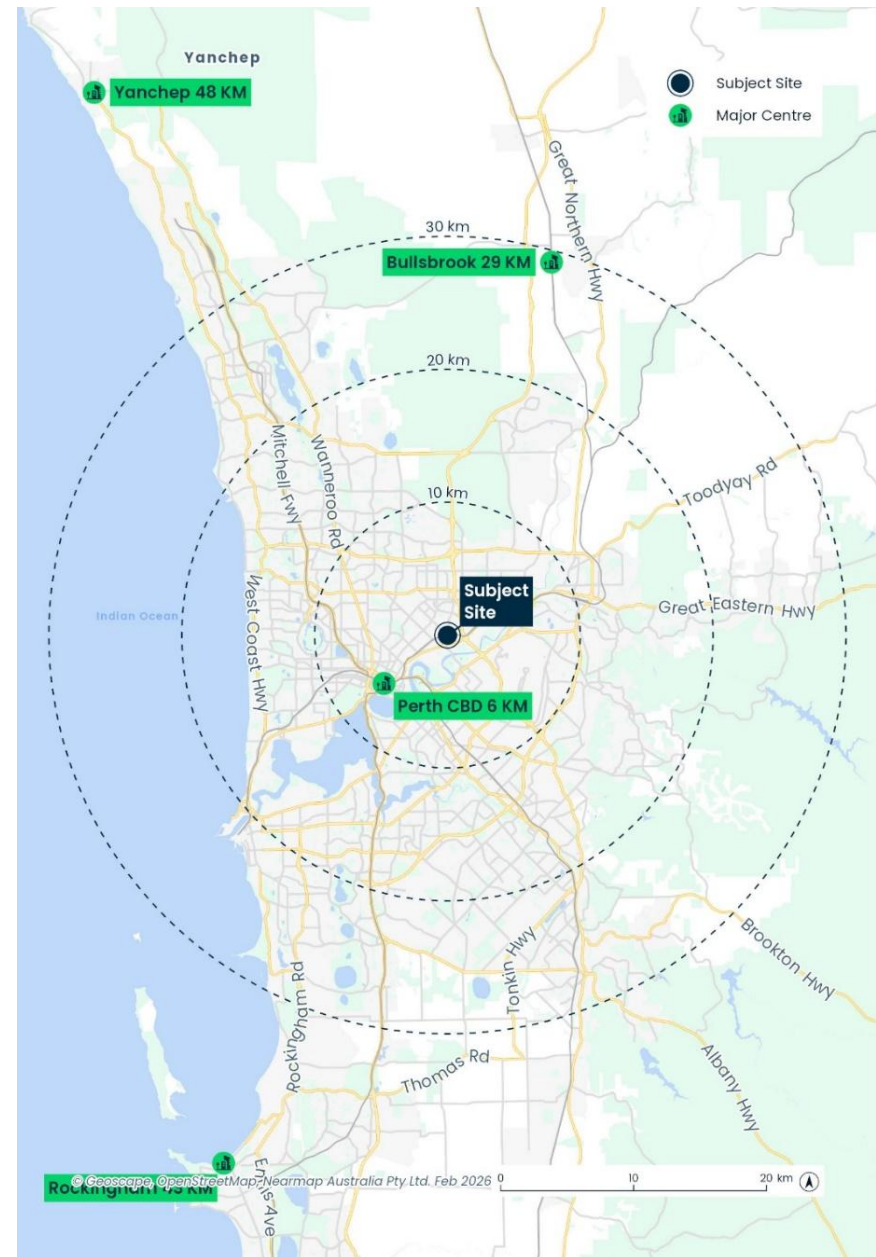 Yanchep
Yanchep 48 KM
Subject Site
Major Centre
Great Northern Hwy
30 km
Bullsbrook 29 KM
20 km
Mitchell Fwy
Wanneroo Rd
Toodyay Rd
10 km
Subject
Site
West Coast Hwy
Indian Ocean
Great Eastern Hwy
Perth CBD 6 KM
Tonkin Hwy
Brookton Hwy
Rockingham Rd
Thomas Rd
Albany Hwy
Ennis Ave
© Geoscape, OpenStreetMap, Nearmap Australia Pty Ltd. Feb 2026
0 10 20 km
Rockingham KM